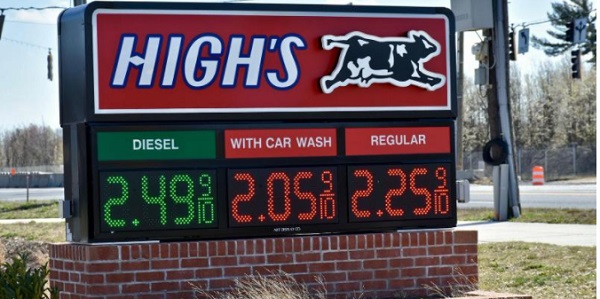 HIGH'S
DIESEL WITH CAR WASH REGULAR
2.49 9/10 2.05 9/10 2.25 9/10